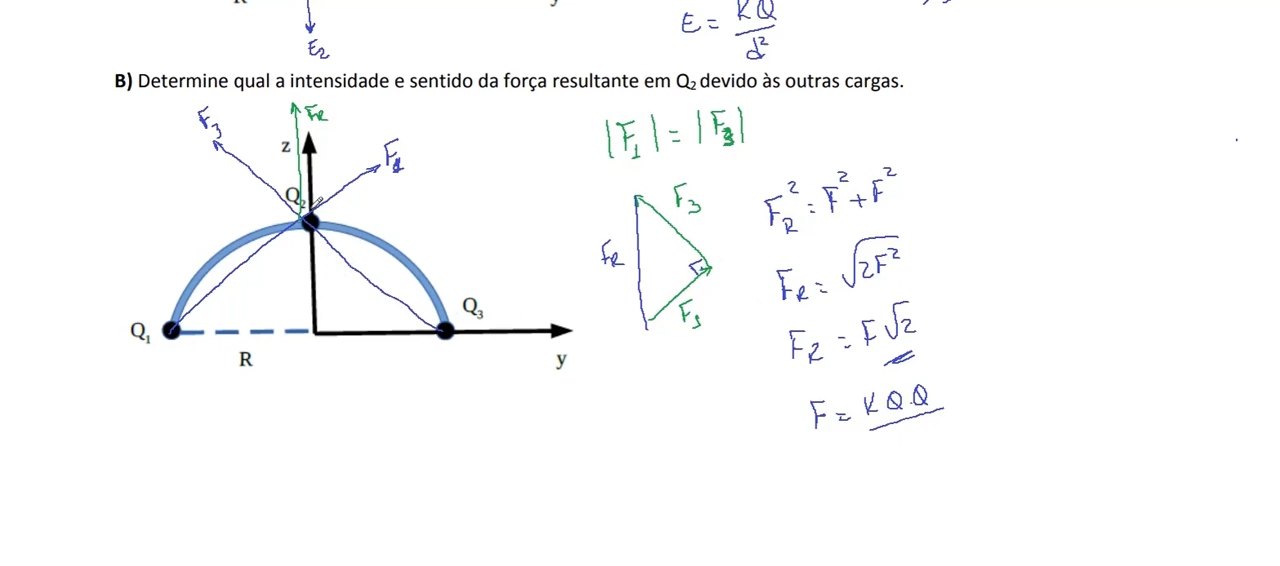 E = KQ
d²
E₂
B) Determine qual a intensidade e sentido da força resultante em Q₂ devido às outras cargas.
F₃
FR
z
F₁
Q₂
Q₁
R
Q₃
y
|F₁| = |F₃|
F₃
FR
F₁
FR² = F² + F²
FR = √2F²
FR = F√2
F = KQ.Q